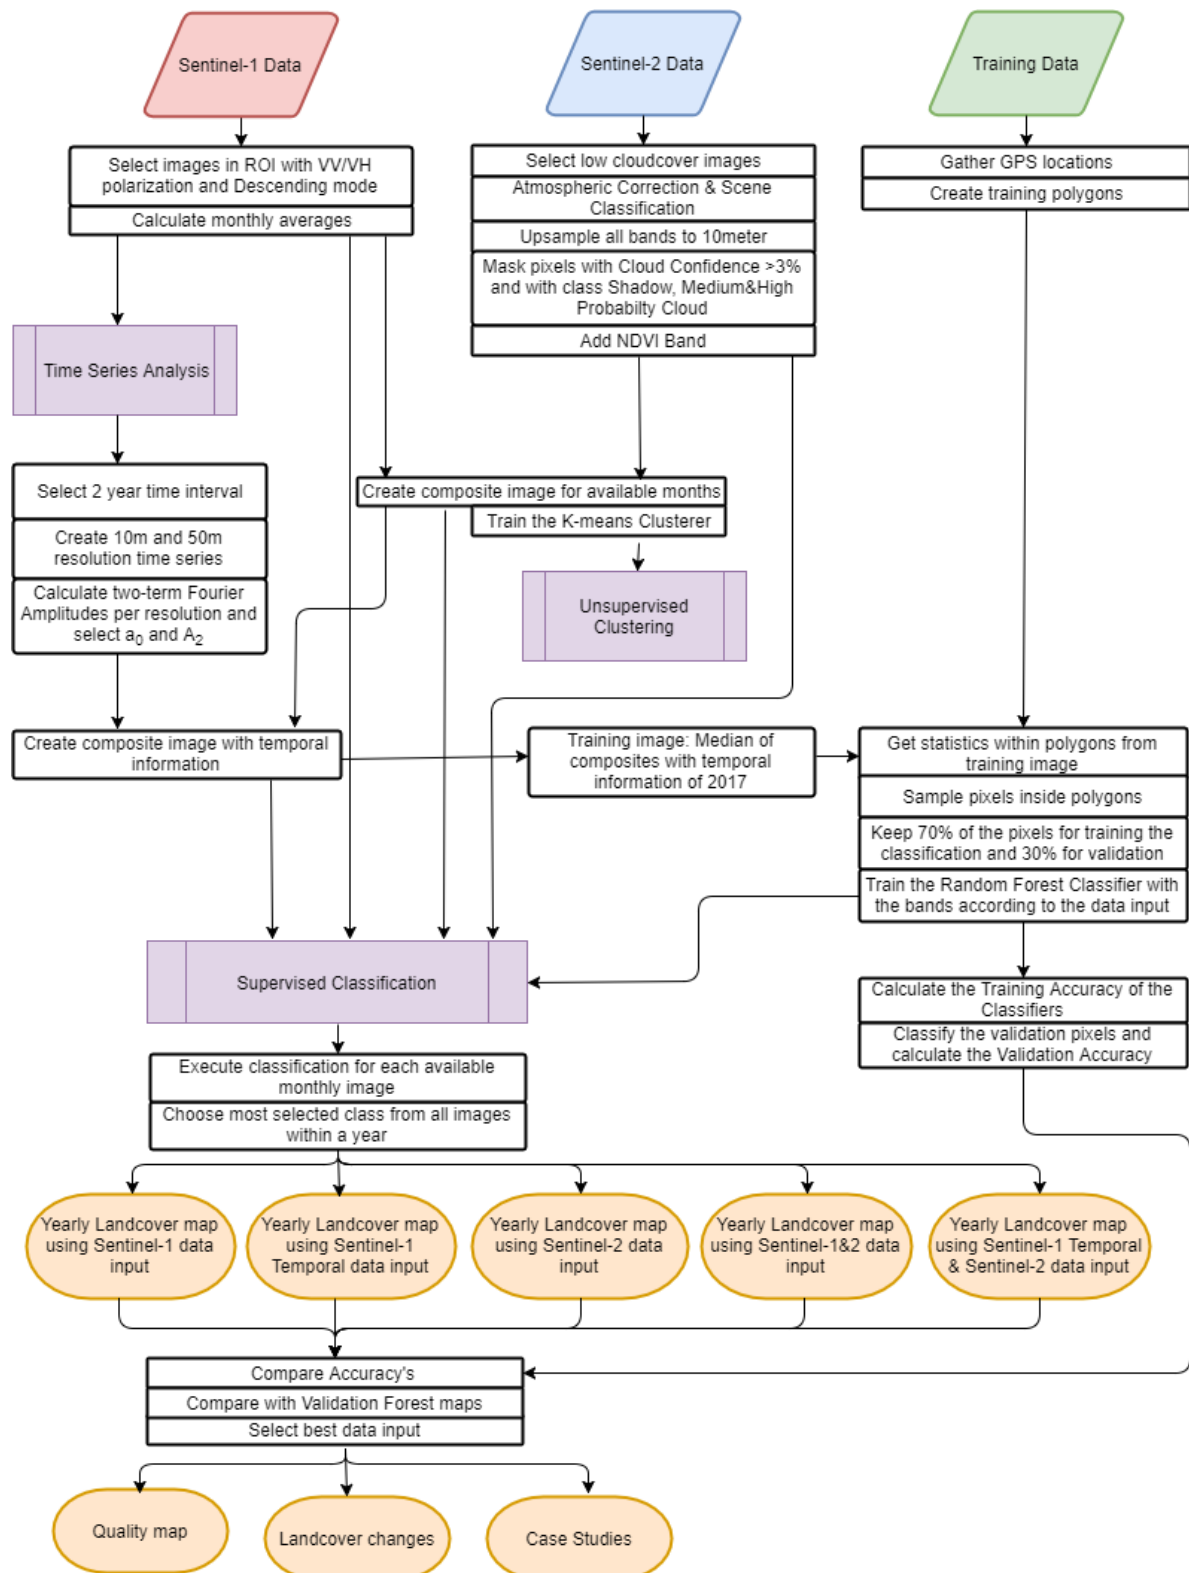 Sentinel-1 Data
Sentinel-2 Data
Training Data
Select images in ROI with VV/VH
polarization and Descending mode
Calculate monthly averages
Select low cloudcover images
Atmospheric Correction & Scene
Classification
Upsample all bands to 10meter
Mask pixels with Cloud Confidence >3%
and with class Shadow, Medium&High
Probabilty Cloud
Add NDVI Band
Gather GPS locations
Create training polygons
Time Series Analysis
Select 2 year time interval
Create 10m and 50m
resolution time series
Calculate two-term Fourier
Amplitudes per resolution and
select a0 and A2
Create composite image for available months
Train the K-means Clusterer
Unsupervised
Clustering
Create composite image with temporal
information
Training image: Median of
composites with temporal
information of 2017
Get statistics within polygons from
training image
Sample pixels inside polygons
Keep 70% of the pixels for training the
classification and 30% for validation
Train the Random Forest Classifier with
the bands according to the data input
Supervised Classification
Calculate the Training Accuracy of the
Classifiers
Classify the validation pixels and
calculate the Validation Accuracy
Execute classification for each available
monthly image
Choose most selected class from all images
within a year
Yearly Landcover map
using Sentinel-1 data
input
Yearly Landcover map
using Sentinel-1
Temporal data input
Yearly Landcover map
using Sentinel-2 data
input
Yearly Landcover map
using Sentinel-1&2 data
input
Yearly Landcover map
using Sentinel-1 Temporal
& Sentinel-2 data input
Compare Accuracy's
Compare with Validation Forest maps
Select best data input
Quality map
Landcover changes
Case Studies